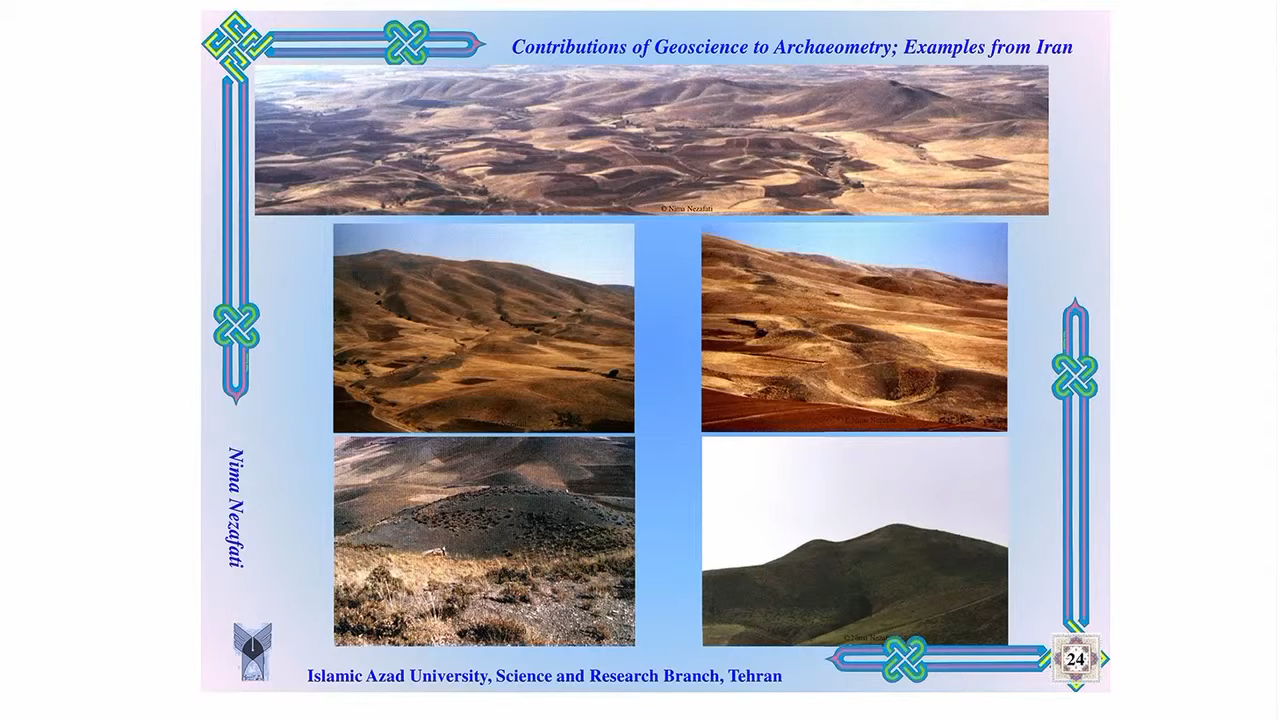 Contributions of Geoscience to Archaeometry; Examples from Iran
© Nima Nezafati
Nima Nezafati
Islamic Azad University, Science and Research Branch, Tehran
24